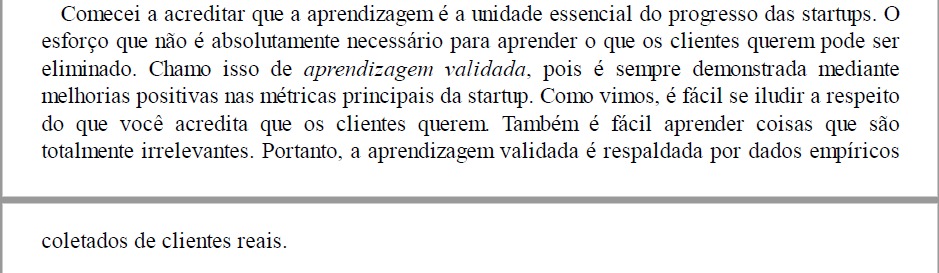 Comecei a acreditar que a aprendizagem é a unidade essencial do progresso das startups. O
esforço que não é absolutamente necessário para aprender o que os clientes querem pode ser
eliminado. Chamo isso de aprendizagem validada, pois é sempre demonstrada mediante
melhorias positivas nas métricas principais da startup. Como vimos, é fácil se iludir a respeito
do que você acredita que os clientes querem. Também é fácil aprender coisas que são
totalmente irrelevantes. Portanto, a aprendizagem validada é respaldada por dados empíricos
coletados de clientes reais.